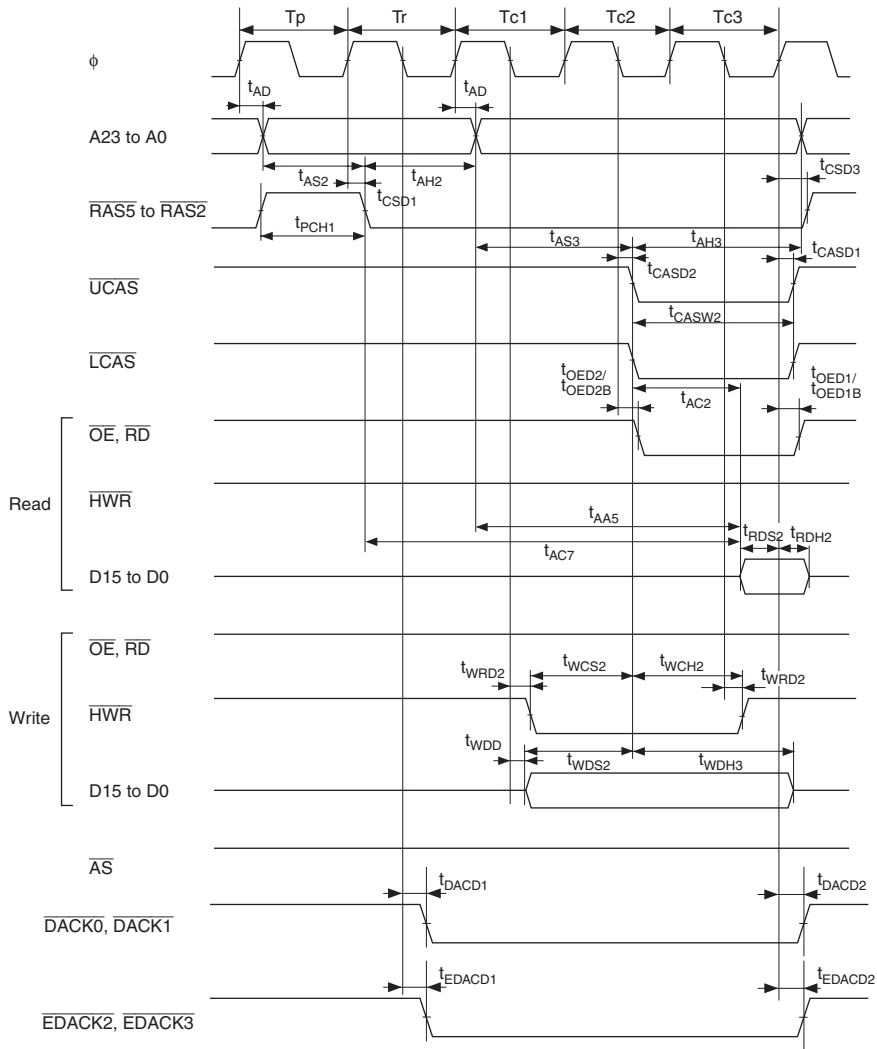 Tp Tr Tc1 Tc2 Tc3
ϕ
tAD tAD
A23 to A0
tAS2 tAH2 tCSD3
tCSD1
RAS5 to RAS2
tPCH1
tAS3 tAH3
tCASD2 tCASD1
UCAS
tCASW2
LCAS
tOED2/ tOED1/
tOED2B tAC2 tOED1B
OE, RD
Read
HWR
tAA5
tRDS2 tRDH2
tAC7
D15 to D0
OE, RD
tWRD2 tWCS2 tWCH2 tWRD2
Write
HWR
tWDD
tWDS2 tWDH3
D15 to D0
AS
tDACD1 tDACD2
DACK0, DACK1
tEDACD1 tEDACD2
EDACK2, EDACK3